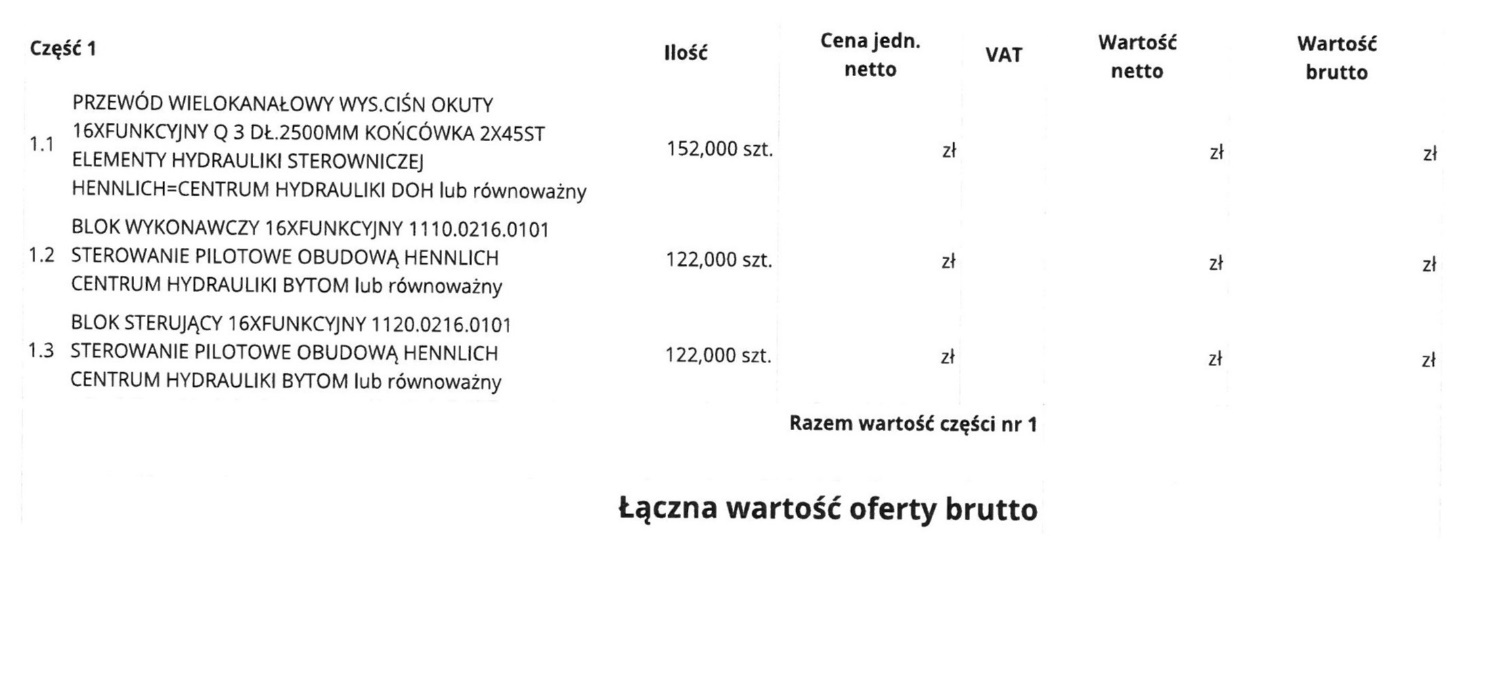 Część 1 Ilość Cena jedn. netto VAT Wartość netto Wartość brutto
PRZEWÓD WIELOKANAŁOWY WYS.CIŚN OKUTY
16XFUNKCYJNY Q 3 DŁ.2500MM KOŃCÓWKA 2X45ST
1.1 152,000 szt. zł zł zł
ELEMENTY HYDRAULIKI STEROWNICZEJ
HENNLICH=CENTRUM HYDRAULIKI DOH lub równoważny
BLOK WYKONAWCZY 16XFUNKCYJNY 1110.0216.0101
1.2 STEROWANIE PILOTOWE OBUDOWĄ HENNLICH 122,000 szt. zł zł zł
CENTRUM HYDRAULIKI BYTOM lub równoważny
BLOK STERUJĄCY 16XFUNKCYJNY 1120.0216.0101
1.3 STEROWANIE PILOTOWE OBUDOWĄ HENNLICH 122,000 szt. zł zł zł
CENTRUM HYDRAULIKI BYTOM lub równoważny
Razem wartość części nr 1
Łączna wartość oferty brutto